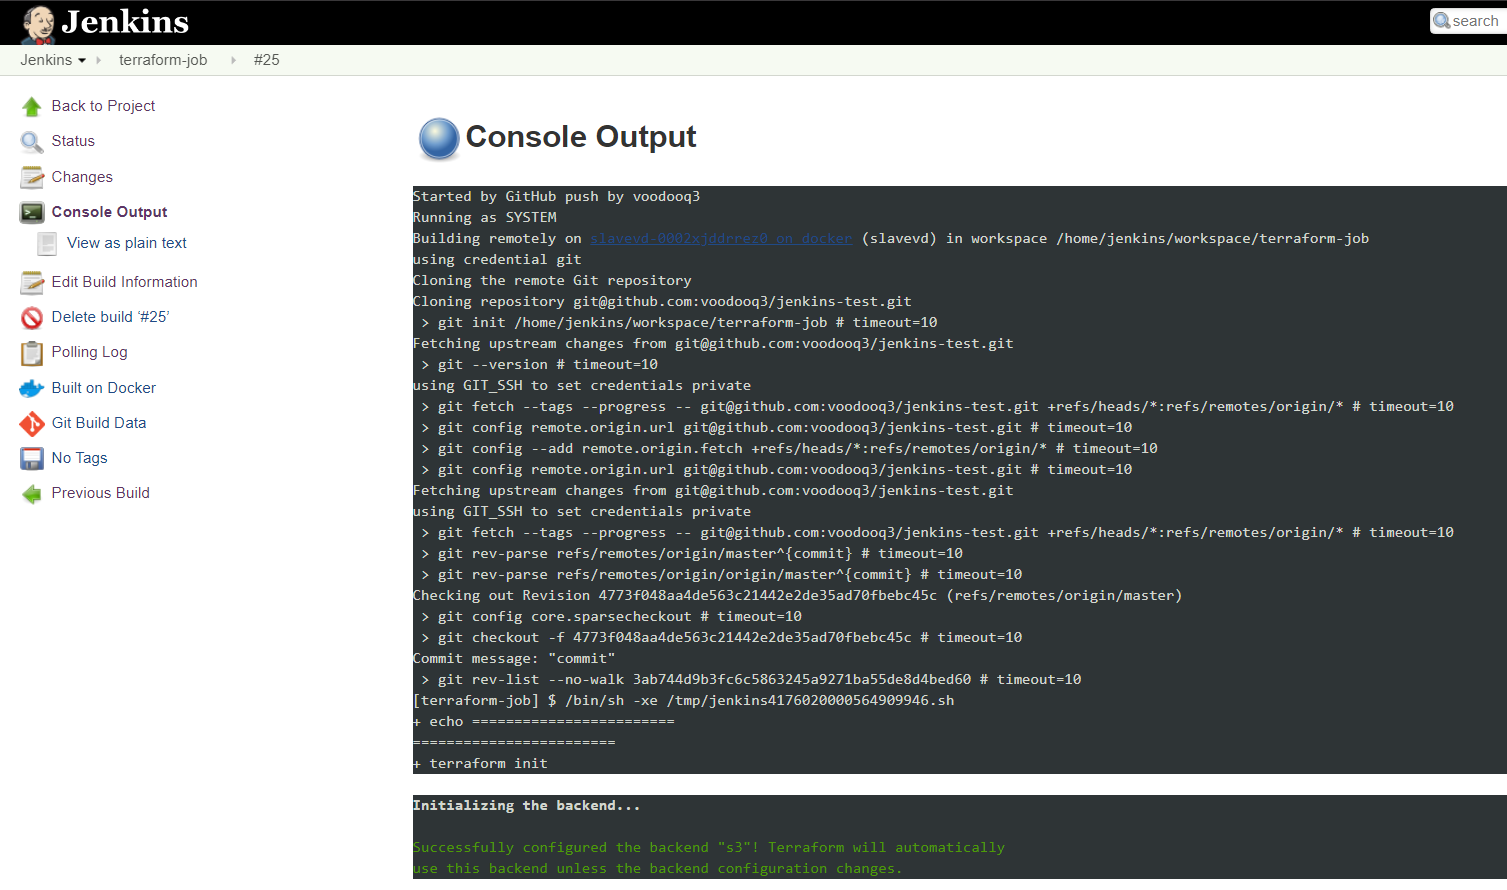 Jenkins
search
Jenkins
terraform-job
#25
Back to Project
Status
Changes
Console Output
View as plain text
Edit Build Information
Delete build ‘#25’
Polling Log
Built on Docker
Git Build Data
No Tags
Previous Build
Console Output
Started by GitHub push by voodooq3
Running as SYSTEM
Building remotely on slavevd-0002xjddrrez0 on docker (slavevd) in workspace /home/jenkins/workspace/terraform-job
using credential git
Cloning the remote Git repository
Cloning repository git@github.com:voodooq3/jenkins-test.git
> git init /home/jenkins/workspace/terraform-job # timeout=10
Fetching upstream changes from git@github.com:voodooq3/jenkins-test.git
> git --version # timeout=10
using GIT_SSH to set credentials private
> git fetch --tags --progress -- git@github.com:voodooq3/jenkins-test.git +refs/heads/*:refs/remotes/origin/* # timeout=10
> git config remote.origin.url git@github.com:voodooq3/jenkins-test.git # timeout=10
> git config --add remote.origin.fetch +refs/heads/*:refs/remotes/origin/* # timeout=10
> git config remote.origin.url git@github.com:voodooq3/jenkins-test.git # timeout=10
Fetching upstream changes from git@github.com:voodooq3/jenkins-test.git
using GIT_SSH to set credentials private
> git fetch --tags --progress -- git@github.com:voodooq3/jenkins-test.git +refs/heads/*:refs/remotes/origin/* # timeout=10
> git rev-parse refs/remotes/origin/master^{commit} # timeout=10
> git rev-parse refs/remotes/origin/origin/master^{commit} # timeout=10
Checking out Revision 4773f048aa4de563c21442e2de35ad70fbebc45c (refs/remotes/origin/master)
> git config core.sparsecheckout # timeout=10
> git checkout -f 4773f048aa4de563c21442e2de35ad70fbebc45c # timeout=10
Commit message: "commit"
> git rev-list --no-walk 3ab744d9b3fc6c5863245a9271ba55de8d4bed60 # timeout=10
[terraform-job] $ /bin/sh -xe /tmp/jenkins4176020000564909946.sh
+ echo ========================
========================
+ terraform init
Initializing the backend...
Successfully configured the backend "s3"! Terraform will automatically
use this backend unless the backend configuration changes.